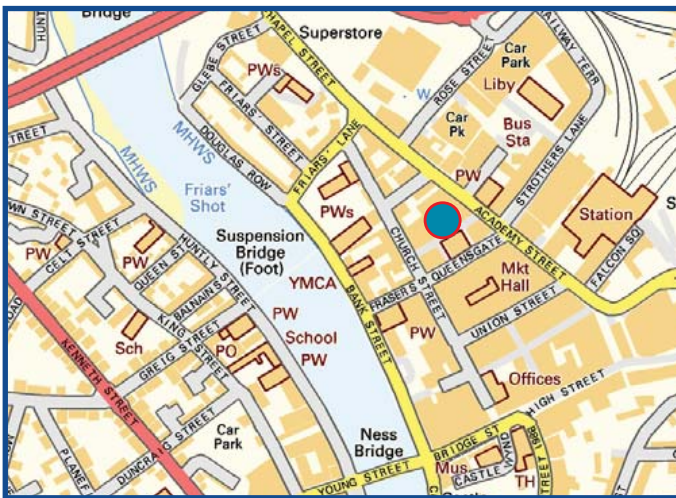 Bridge
HUNTLY
GLEBE STREET
CHAPEL STREET
Superstore
PWs
FRIARS' STREET
DOUGLAS ROW
MHWS
FRIARS' LANE
W
ROSE STREET
Car
Park
RAILWAY TERR
Liby
Car
Pk
Bus
Sta
STROTHERS LANE
PW
ACADEMY STREET
Station
FALCON SQ
STREET
MHWS
Friars'
Shot
PWs
CHURCH STREET
QUEENSGATE
Mkt
Hall
UNION STREET
FRASERS
BANK STREET
PW
Suspension
Bridge
(Foot)
YMCA
PW
School
PW
CELT STREET
PW
PW
QUEEN ST
HUNTLY STREET
BALNAIN
KING STREET
GREIG STREET
Sch
PO
KENNETH STREET
Offices
HIGH STREET
Car
Park
DUNCRAIG STREET
Ness
Bridge
BRIDGE ST
YOUNG STREET
Mus
CASTLE WYND
TH
STREET